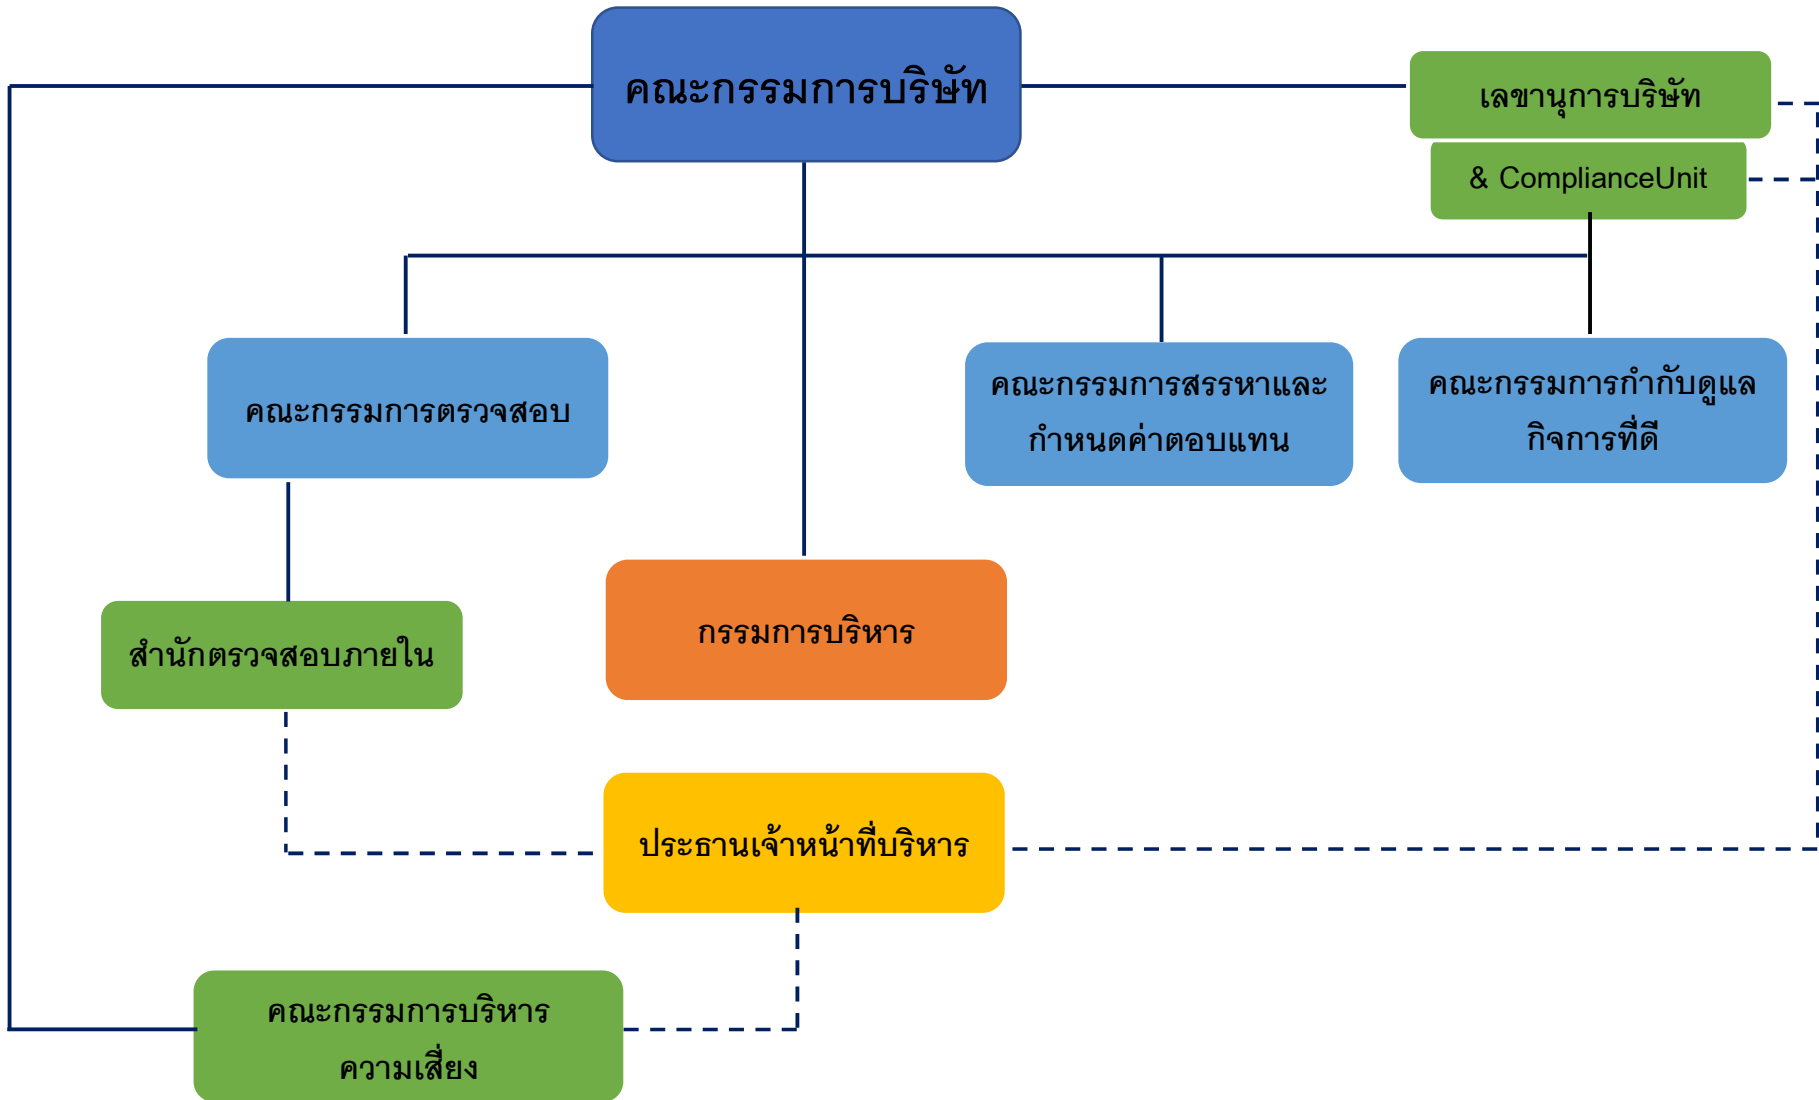 คณะกรรมการบริษัท
เลขานุการบริษัท
& ComplianceUnit
คณะกรรมการตรวจสอบ
คณะกรรมการสรรหาและ
กำหนดค่าตอบแทน
คณะกรรมการกำกับดูแล
กิจการที่ดี
สำนักตรวจสอบภายใน
กรรมการบริหาร
ประธานเจ้าหน้าที่บริหาร
คณะกรรมการบริหาร
ความเสี่ยง